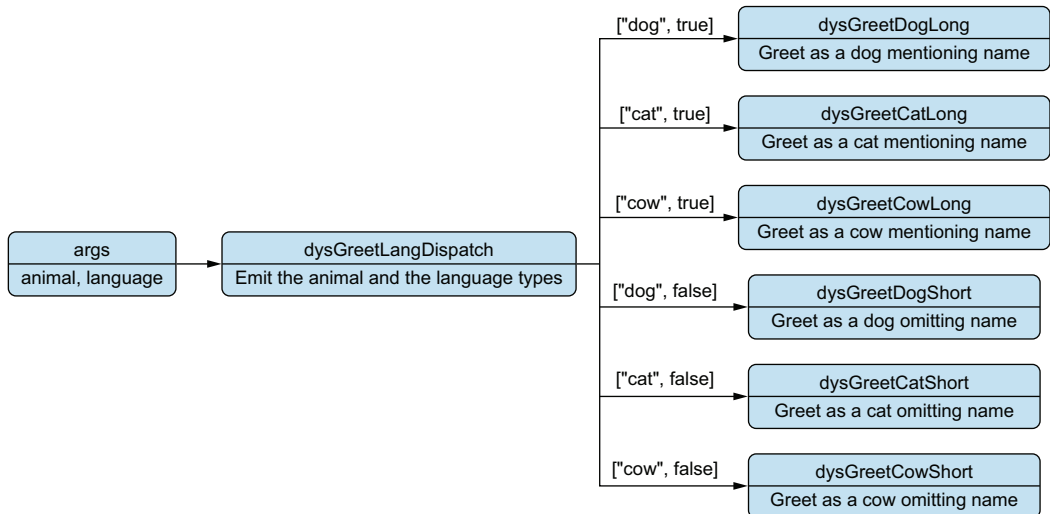 args
animal, language
dysGreetLangDispatch
Emit the animal and the language types
["dog", true]
dysGreetDogLong
Greet as a dog mentioning name
["cat", true]
dysGreetCatLong
Greet as a cat mentioning name
["cow", true]
dysGreetCowLong
Greet as a cow mentioning name
["dog", false]
dysGreetDogShort
Greet as a dog omitting name
["cat", false]
dysGreetCatShort
Greet as a cat omitting name
["cow", false]
dysGreetCowShort
Greet as a cow omitting name